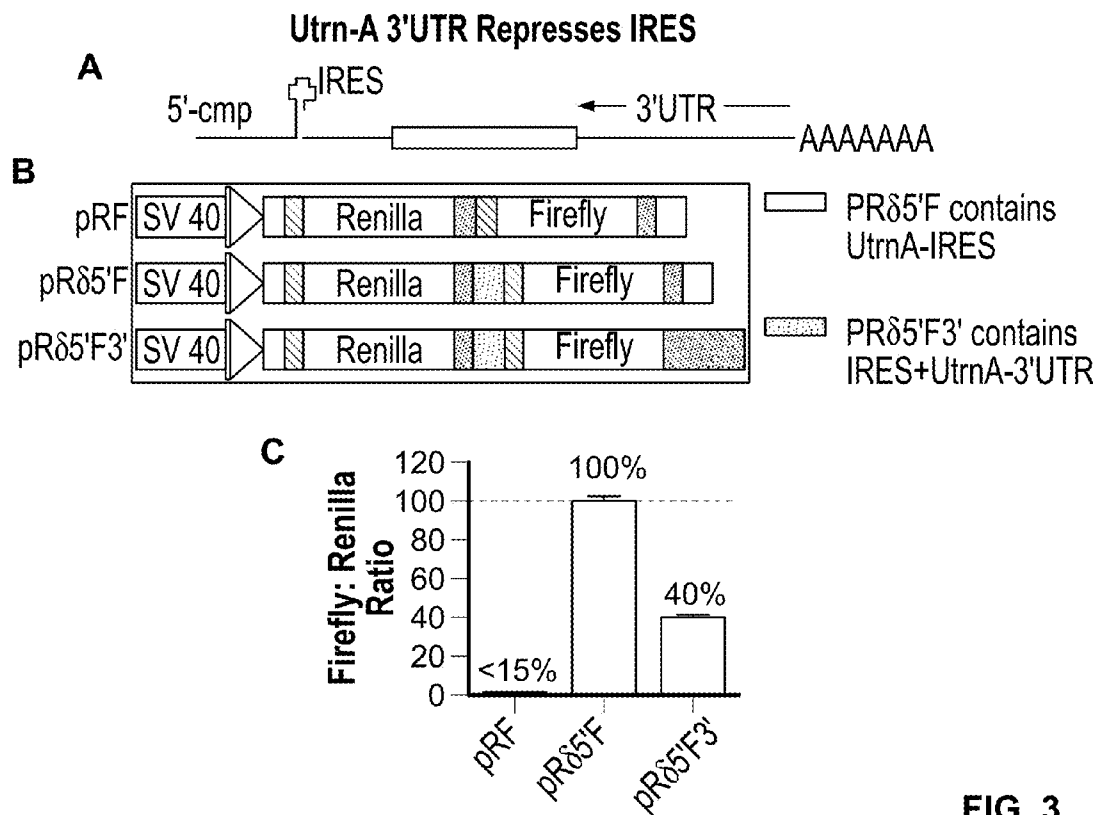 Utrn-A 3'UTR Represses IRES
A
IRES
5'-cmp
3'UTR
AAAAAAA
B
pRF SV 40 Renilla Firefly
pRδ5'F SV 40 Renilla Firefly
pRδ5'F3' SV 40 Renilla Firefly
PRδ5'F contains
UtrnA-IRES
PRδ5'F3' contains
IRES+UtrnA-3'UTR
C
Firefly: Renilla
Ratio
120
100
80
60
40
20
0
<15%
100%
40%
pRF
pRδ5'F
pRδ5'F3'
FIG. 3